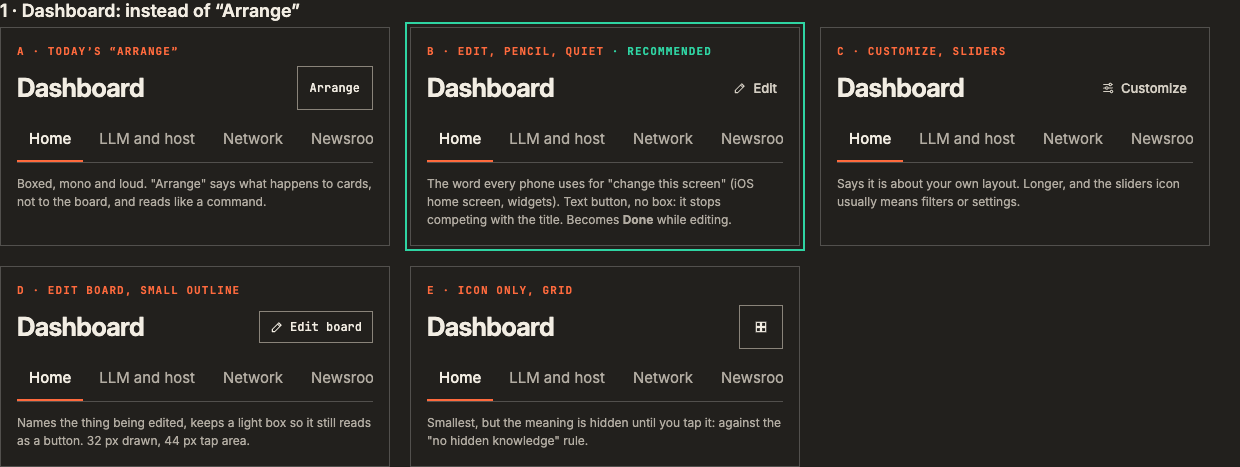 1 · Dashboard: instead of “Arrange”
A · TODAY’S “ARRANGE”
Dashboard
Arrange
Home LLM and host Network Newsroo
Boxed, mono and loud. "Arrange" says what happens to cards,
not to the board, and reads like a command.
B · EDIT, PENCIL, QUIET · RECOMMENDED
Dashboard
Edit
Home LLM and host Network Newsroo
The word every phone uses for "change this screen" (iOS
home screen, widgets). Text button, no box: it stops
competing with the title. Becomes Done while editing.
C · CUSTOMIZE, SLIDERS
Dashboard
Customize
Home LLM and host Network Newsroo
Says it is about your own layout. Longer, and the sliders icon
usually means filters or settings.
D · EDIT BOARD, SMALL OUTLINE
Dashboard
Edit board
Home LLM and host Network Newsroo
Names the thing being edited, keeps a light box so it still reads
as a button. 32 px drawn, 44 px tap area.
E · ICON ONLY, GRID
Dashboard
Home LLM and host Network Newsroo
Smallest, but the meaning is hidden until you tap it: against the
"no hidden knowledge" rule.